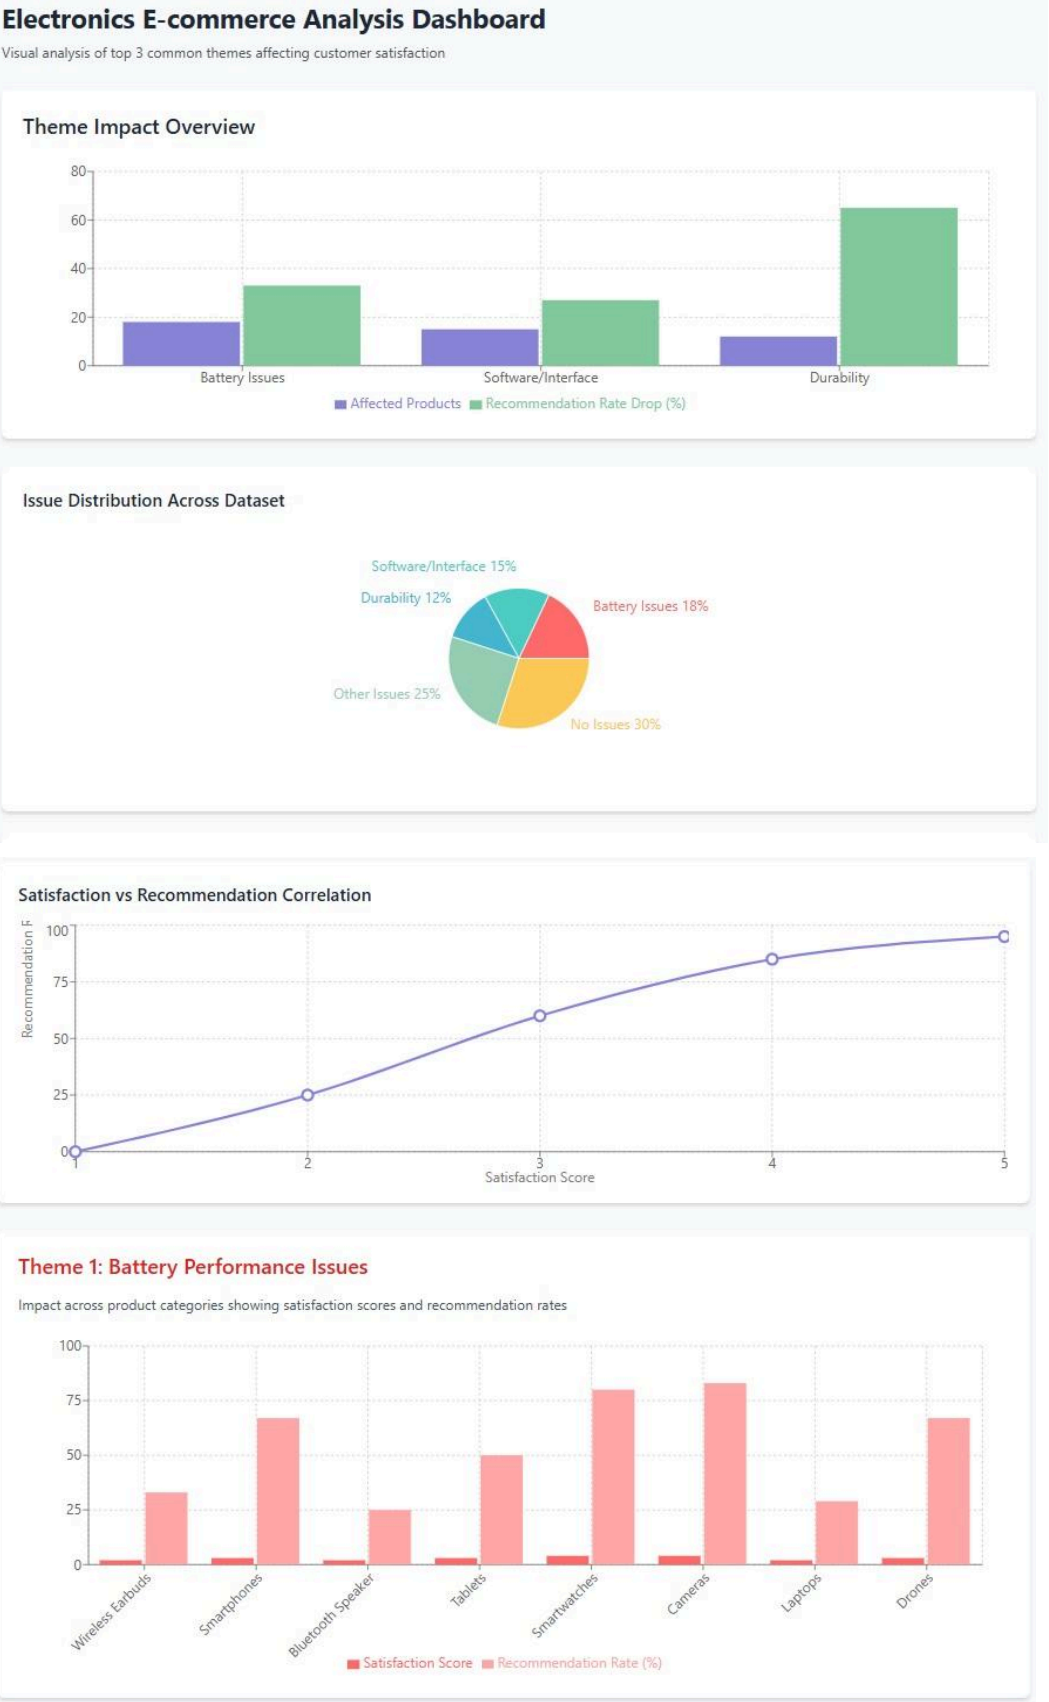 Electronics E-commerce Analysis Dashboard
Visual analysis of top 3 common themes affecting customer satisfaction
Theme Impact Overview
80
60
40
20
0
Battery Issues
Software/Interface
Durability
Affected Products
Recommendation Rate Drop (%)
Issue Distribution Across Dataset
Software/Interface 15%
Durability 12%
Battery Issues 18%
Other Issues 25%
No Issues 30%
Satisfaction vs Recommendation Correlation
Recommendation
100
75
50
25
0
1
2
3
4
5
Satisfaction Score
Theme 1: Battery Performance Issues
Impact across product categories showing satisfaction scores and recommendation rates
100
75
50
25
0
Wireless Earbuds
Smartphones
Bluetooth Speaker
Tablets
Smartwatches
Cameras
Laptops
Drones
Satisfaction Score
Recommendation Rate (%)